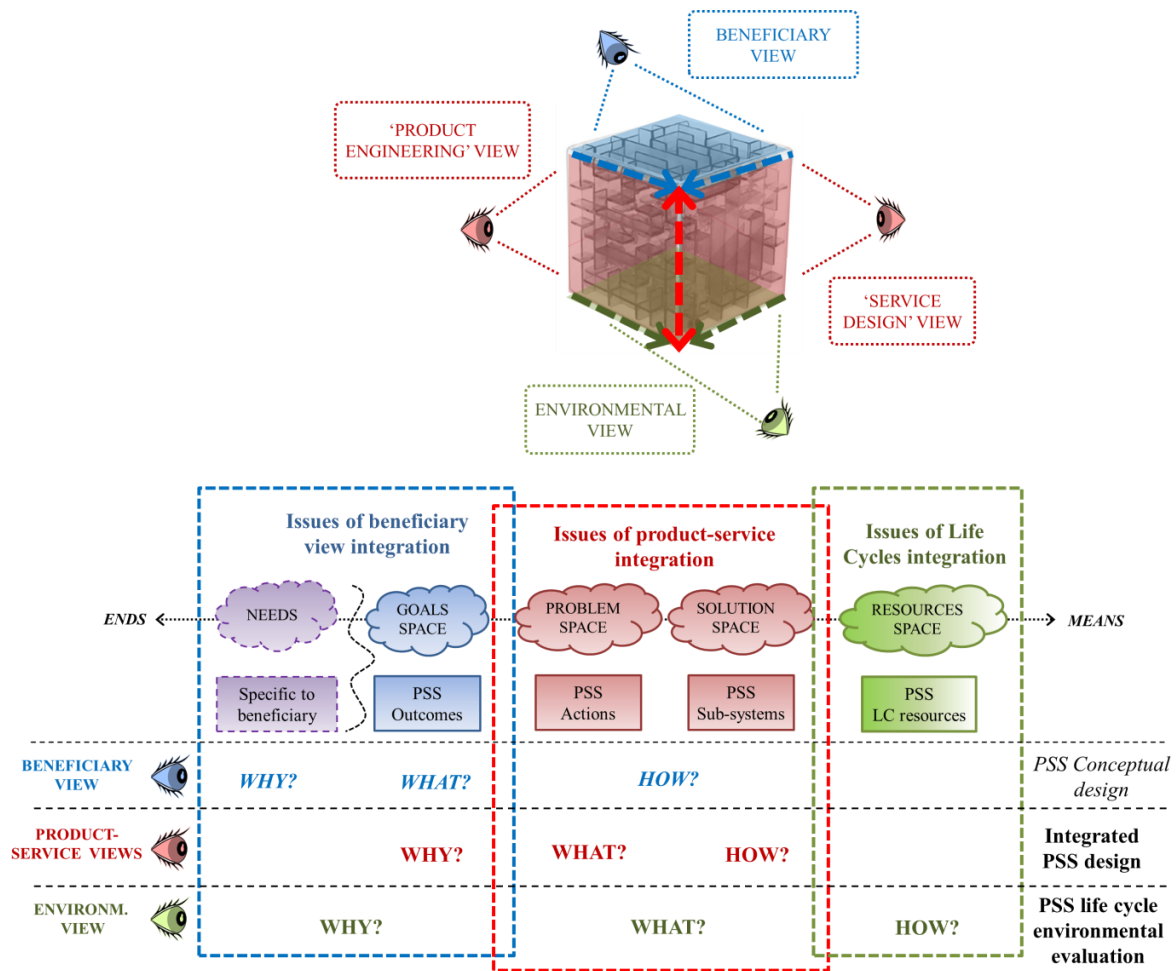 BENEFICIARY
VIEW
'PRODUCT
ENGINEERING' VIEW
'SERVICE
DESIGN' VIEW
ENVIRONMENTAL
VIEW
Issues of beneficiary
view integration
Issues of product-service
integration
Issues of Life
Cycles integration
ENDS
NEEDS
GOALS
SPACE
PROBLEM
SPACE
SOLUTION
SPACE
RESOURCES
SPACE
MEANS
Specific to
beneficiary
PSS
Outcomes
PSS
Actions
PSS
Sub-systems
PSS
LC resources
BENEFICIARY
VIEW
WHY?
WHAT?
HOW?
PSS Conceptual
design
PRODUCT-
SERVICE VIEWS
WHY?
WHAT?
HOW?
Integrated
PSS design
ENVIRONM.
VIEW
WHY?
WHAT?
HOW?
PSS life cycle
environmental
evaluation